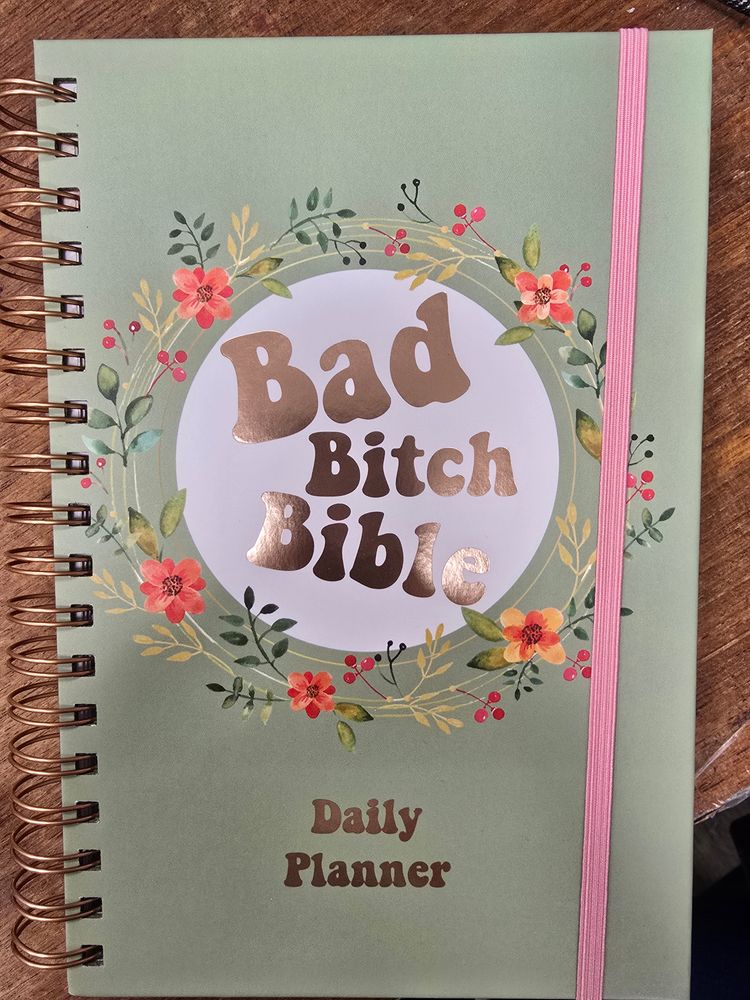 Bad
Bitch
Bible
Daily
Planner